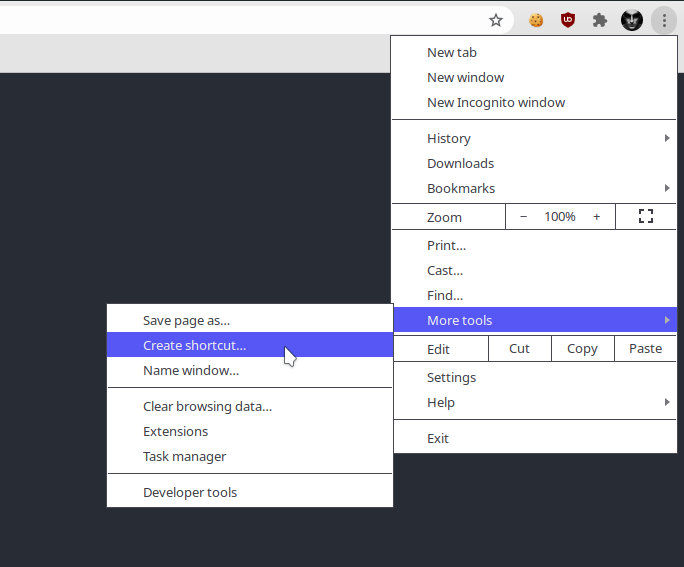 UO
New tab
New window
New Incognito window
History
Downloads
Bookmarks
Zoom − 100% +
Print...
Cast...
Find...
More tools
Edit Cut Copy Paste
Settings
Help
Exit
Save page as...
Create shortcut...
Name window...
Clear browsing data...
Extensions
Task manager
Developer tools